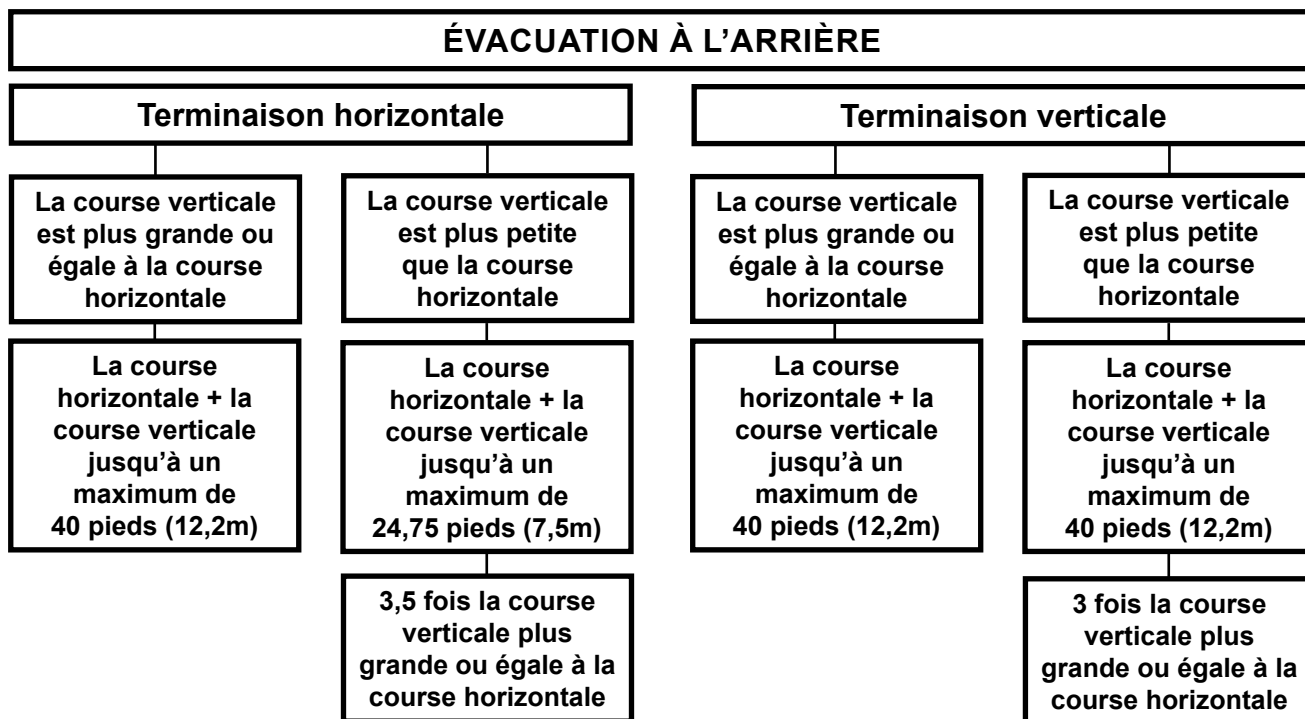 ÉVACUATION À L’ARRIÈRE
Terminaison horizontale
La course verticale
est plus grande ou
égale à la course
horizontale
La course
horizontale + la
course verticale
jusqu’à un
maximum de
40 pieds (12,2m)
La course verticale
est plus petite
que la course
horizontale
La course
horizontale + la
course verticale
jusqu’à un
maximum de
24,75 pieds (7,5m)
3,5 fois la course
verticale plus
grande ou égale à la
course horizontale
Terminaison verticale
La course verticale
est plus grande ou
égale à la course
horizontale
La course
horizontale + la
course verticale
jusqu’à un
maximum de
40 pieds (12,2m)
La course verticale
est plus petite
que la course
horizontale
La course
horizontale + la
course verticale
jusqu’à un
maximum de
40 pieds (12,2m)
3 fois la course
verticale plus
grande ou égale à la
course horizontale